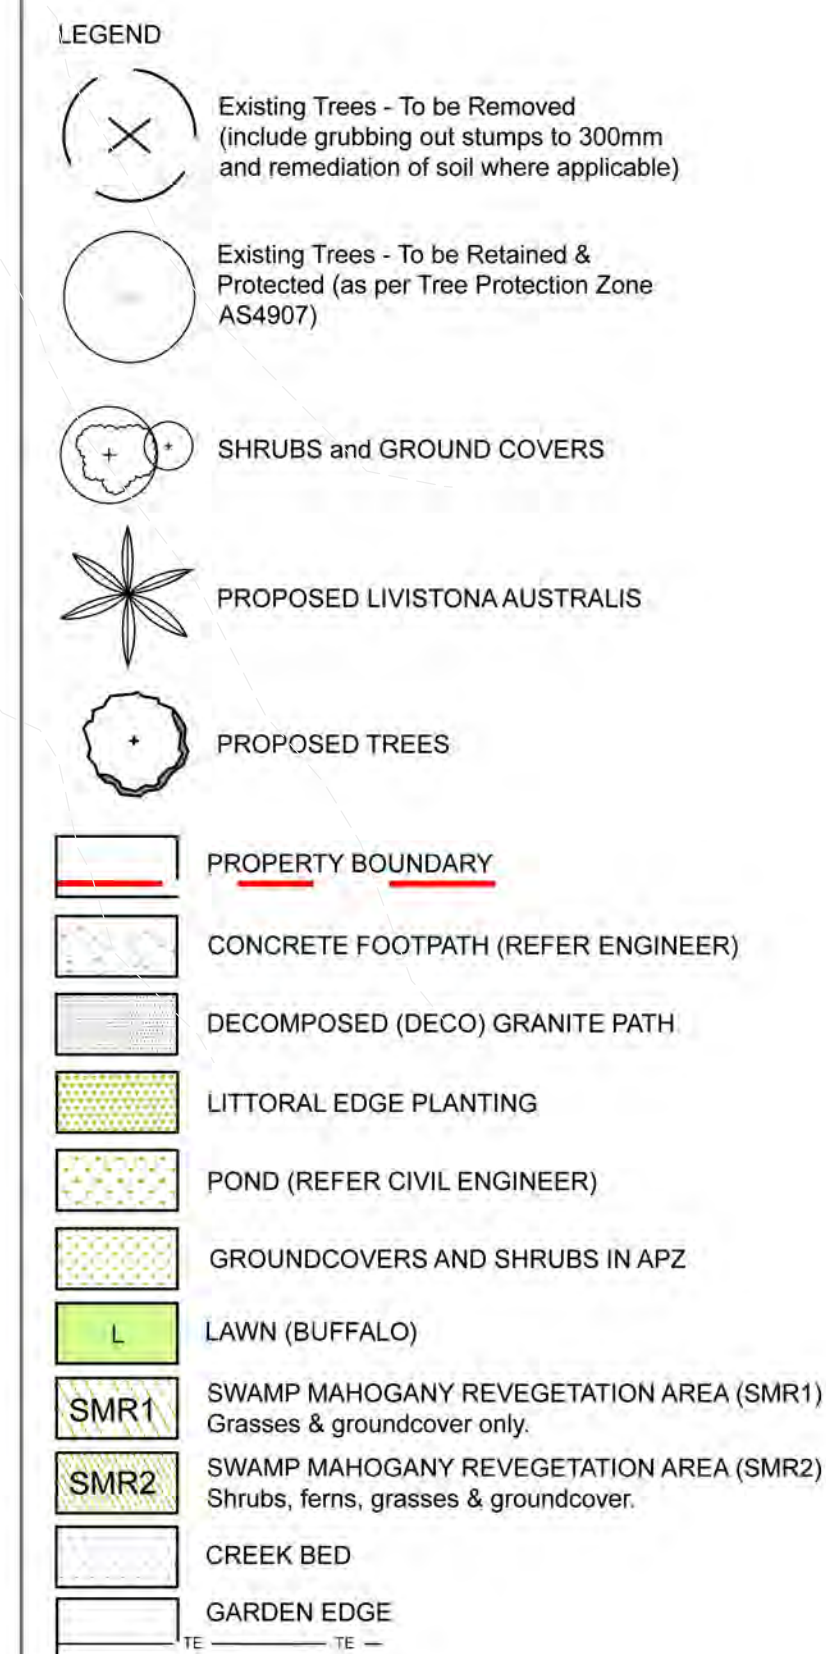 LEGEND
Existing Trees - To be Removed
(include grubbing out stumps to 300mm
and remediation of soil where applicable)
Existing Trees - To be Retained &
Protected (as per Tree Protection Zone
AS4907)
SHRUBS and GROUND COVERS
PROPOSED LIVISTONA AUSTRALIS
PROPOSED TREES
PROPERTY BOUNDARY
CONCRETE FOOTPATH (REFER ENGINEER)
DECOMPOSED (DECO) GRANITE PATH
LITTORAL EDGE PLANTING
POND (REFER CIVIL ENGINEER)
GROUNDCOVERS AND SHRUBS IN APZ
L LAWN (BUFFALO)
SMR1 SWAMP MAHOGANY REVEGETATION AREA (SMR1)
Grasses & groundcover only.
SMR2 SWAMP MAHOGANY REVEGETATION AREA (SMR2)
Shrubs, ferns, grasses & groundcover.
CREEK BED
GARDEN EDGE
TE TE